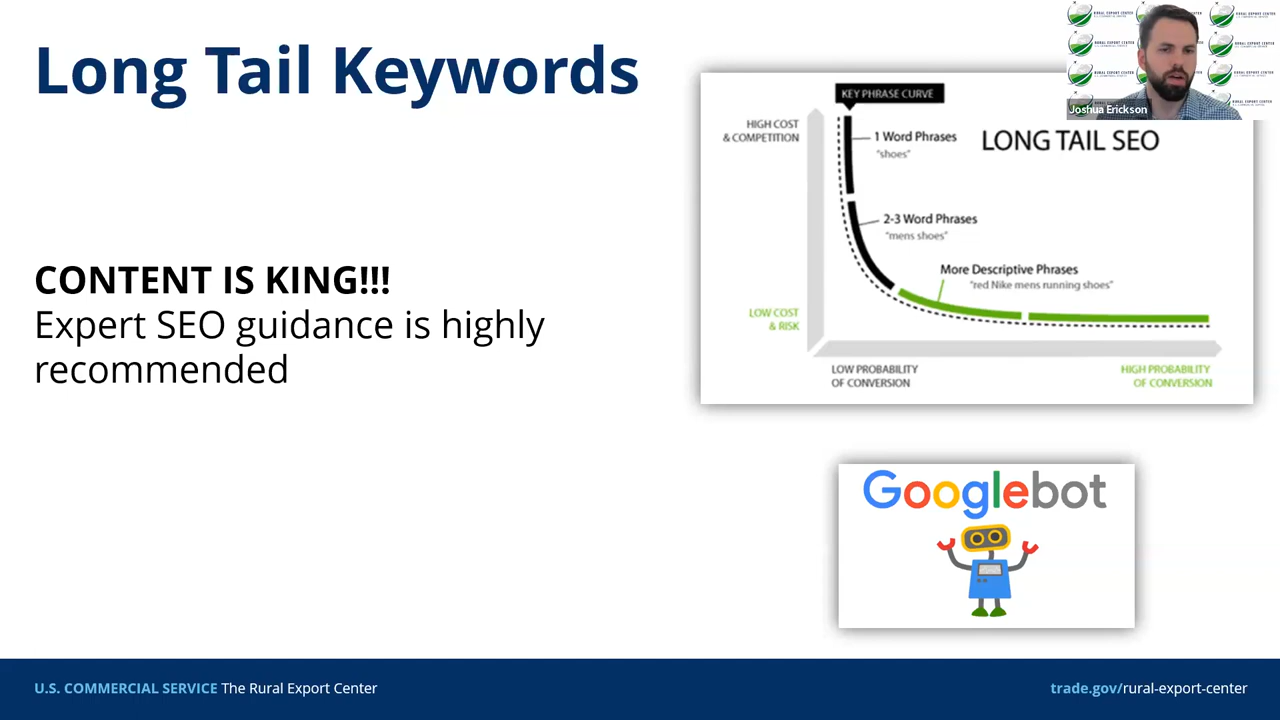 Long Tail Keywords
CONTENT IS KING!!!
Expert SEO guidance is highly
recommended
KEY PHRASE CURVE
HIGH COST
& COMPETITION
1 Word Phrases
"shoes"
LONG TAIL SEO
2-3 Word Phrases
"mens shoes"
More Descriptive Phrases
"red Nike mens running shoes"
LOW COST
& RISK
LOW PROBABILITY
OF CONVERSION
HIGH PROBABILITY
OF CONVERSION
Joshua Erickson
RURAL EXPORT CENTER
Googlebot
U.S. COMMERCIAL SERVICE The Rural Export Center
trade.gov/rural-export-center